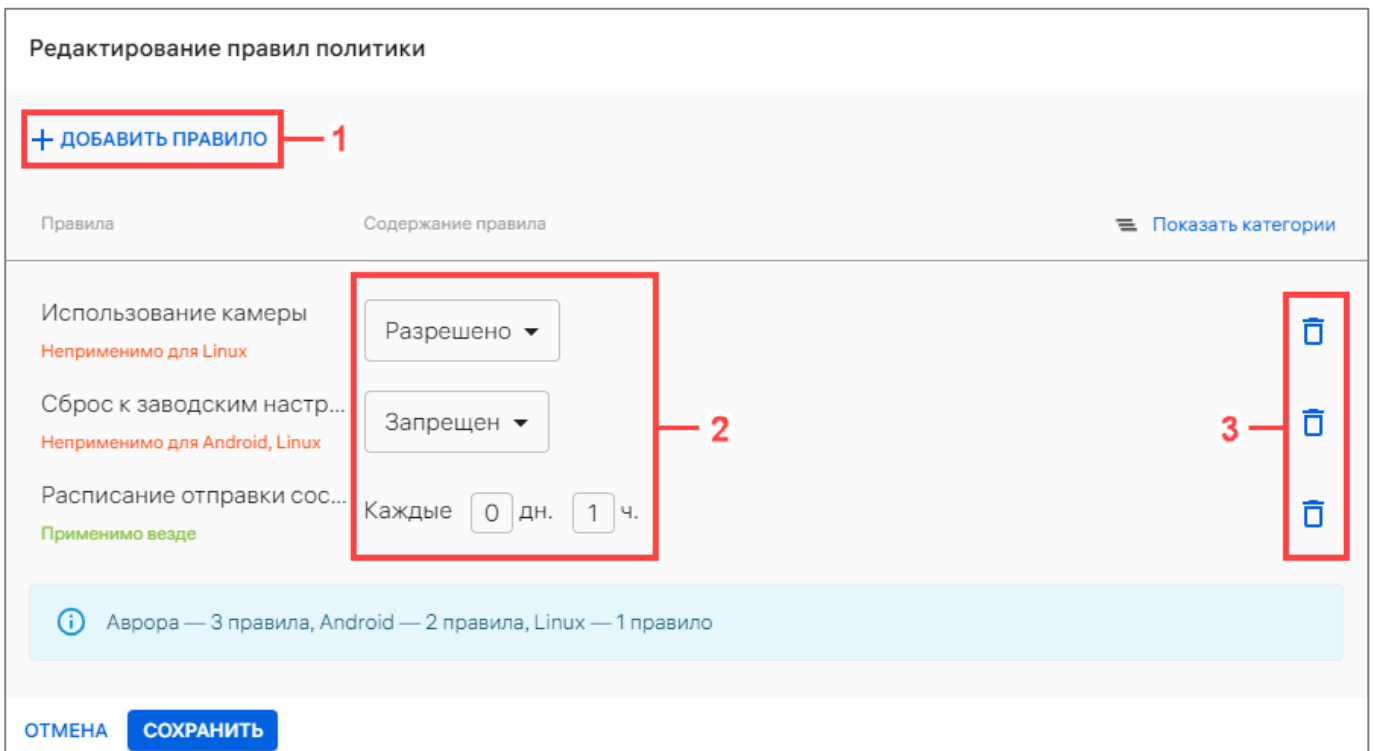 Редактирование правил политики
+ ДОБАВИТЬ ПРАВИЛО 1
Правила Содержание правила Показать категории
Использование камеры Разрешено
Неприменимо для Linux
Сброс к заводским настр... Запрещен 2 3
Неприменимо для Android, Linux
Расписание отправки сос... Каждые 0 дн. 1 ч.
Применимо везде
Аврора — 3 правила, Android — 2 правила, Linux — 1 правило
ОТМЕНА СОХРАНИТЬ